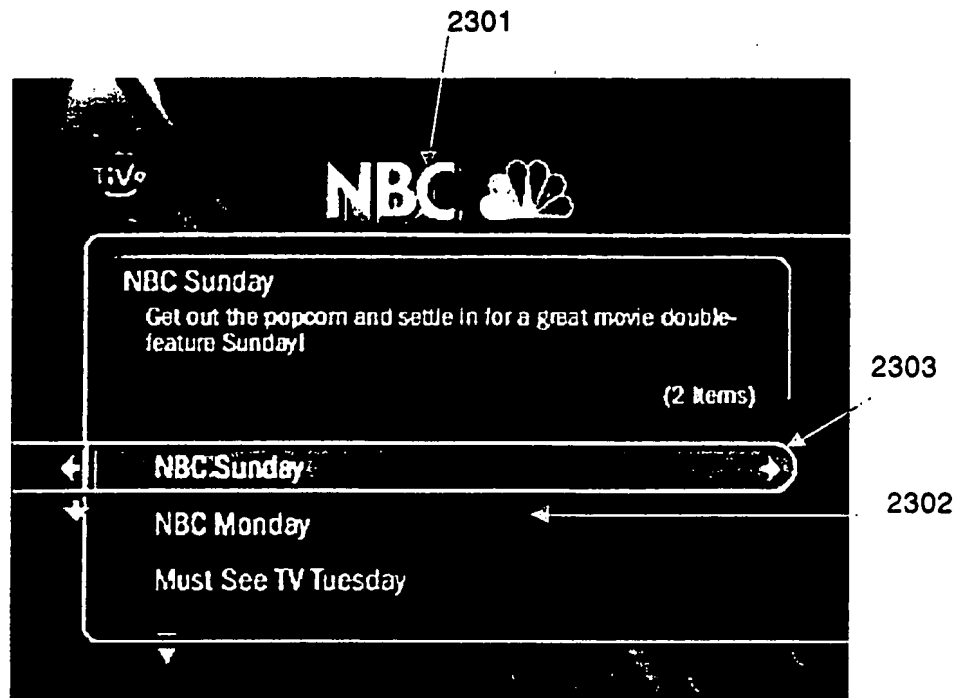 2301
TiVo
NBC
NBC Sunday
Get out the popcorn and settle in for a great movie double-
feature Sunday!
(2 Items)
2303
NBC Sunday
2302
NBC Monday
Must See TV Tuesday